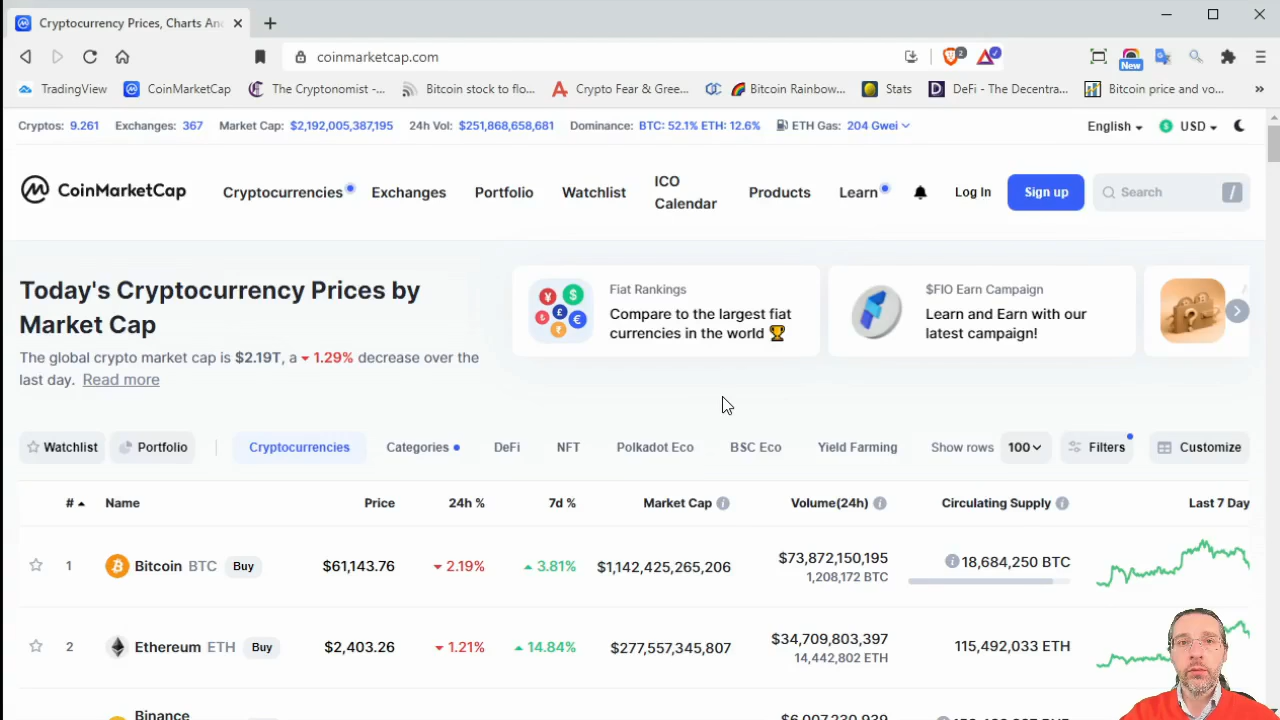 Cryptocurrency Prices, Charts An
coinmarketcap.com
2
New
TradingView CoinMarketCap The Cryptonomist -... Bitcoin stock to flo... Crypto Fear & Gree... Bitcoin Rainbow... Stats DeFi - The Decentra... Bitcoin price and vo... »
Cryptos: 9.261 Exchanges: 367 Market Cap: $2,192,005,387,195 24h Vol: $251,868,658,681 Dominance: BTC: 52.1% ETH: 12.6% ETH Gas: 204 Gwei English USD
CoinMarketCap Cryptocurrencies Exchanges Portfolio Watchlist ICO Calendar Products Learn Log In Sign up Search /
Today's Cryptocurrency Prices by
Market Cap
The global crypto market cap is $2.19T, a 1.29% decrease over the
last day. Read more
Fiat Rankings
Compare to the largest fiat
currencies in the world 🏆
$FIO Earn Campaign
Learn and Earn with our
latest campaign!
Watchlist Portfolio Cryptocurrencies Categories DeFi NFT Polkadot Eco BSC Eco Yield Farming Show rows 100 Filters Customize
# Name Price 24h % 7d % Market Cap Volume(24h) Circulating Supply Last 7 Day
1 Bitcoin BTC Buy $61,143.76 2.19% 3.81% $1,142,425,265,206 $73,872,150,195 18,684,250 BTC
1,208,172 BTC
2 Ethereum ETH Buy $2,403.26 1.21% 14.84% $277,557,345,807 $34,709,803,397 115,492,033 ETH
14,442,802 ETH
Binance